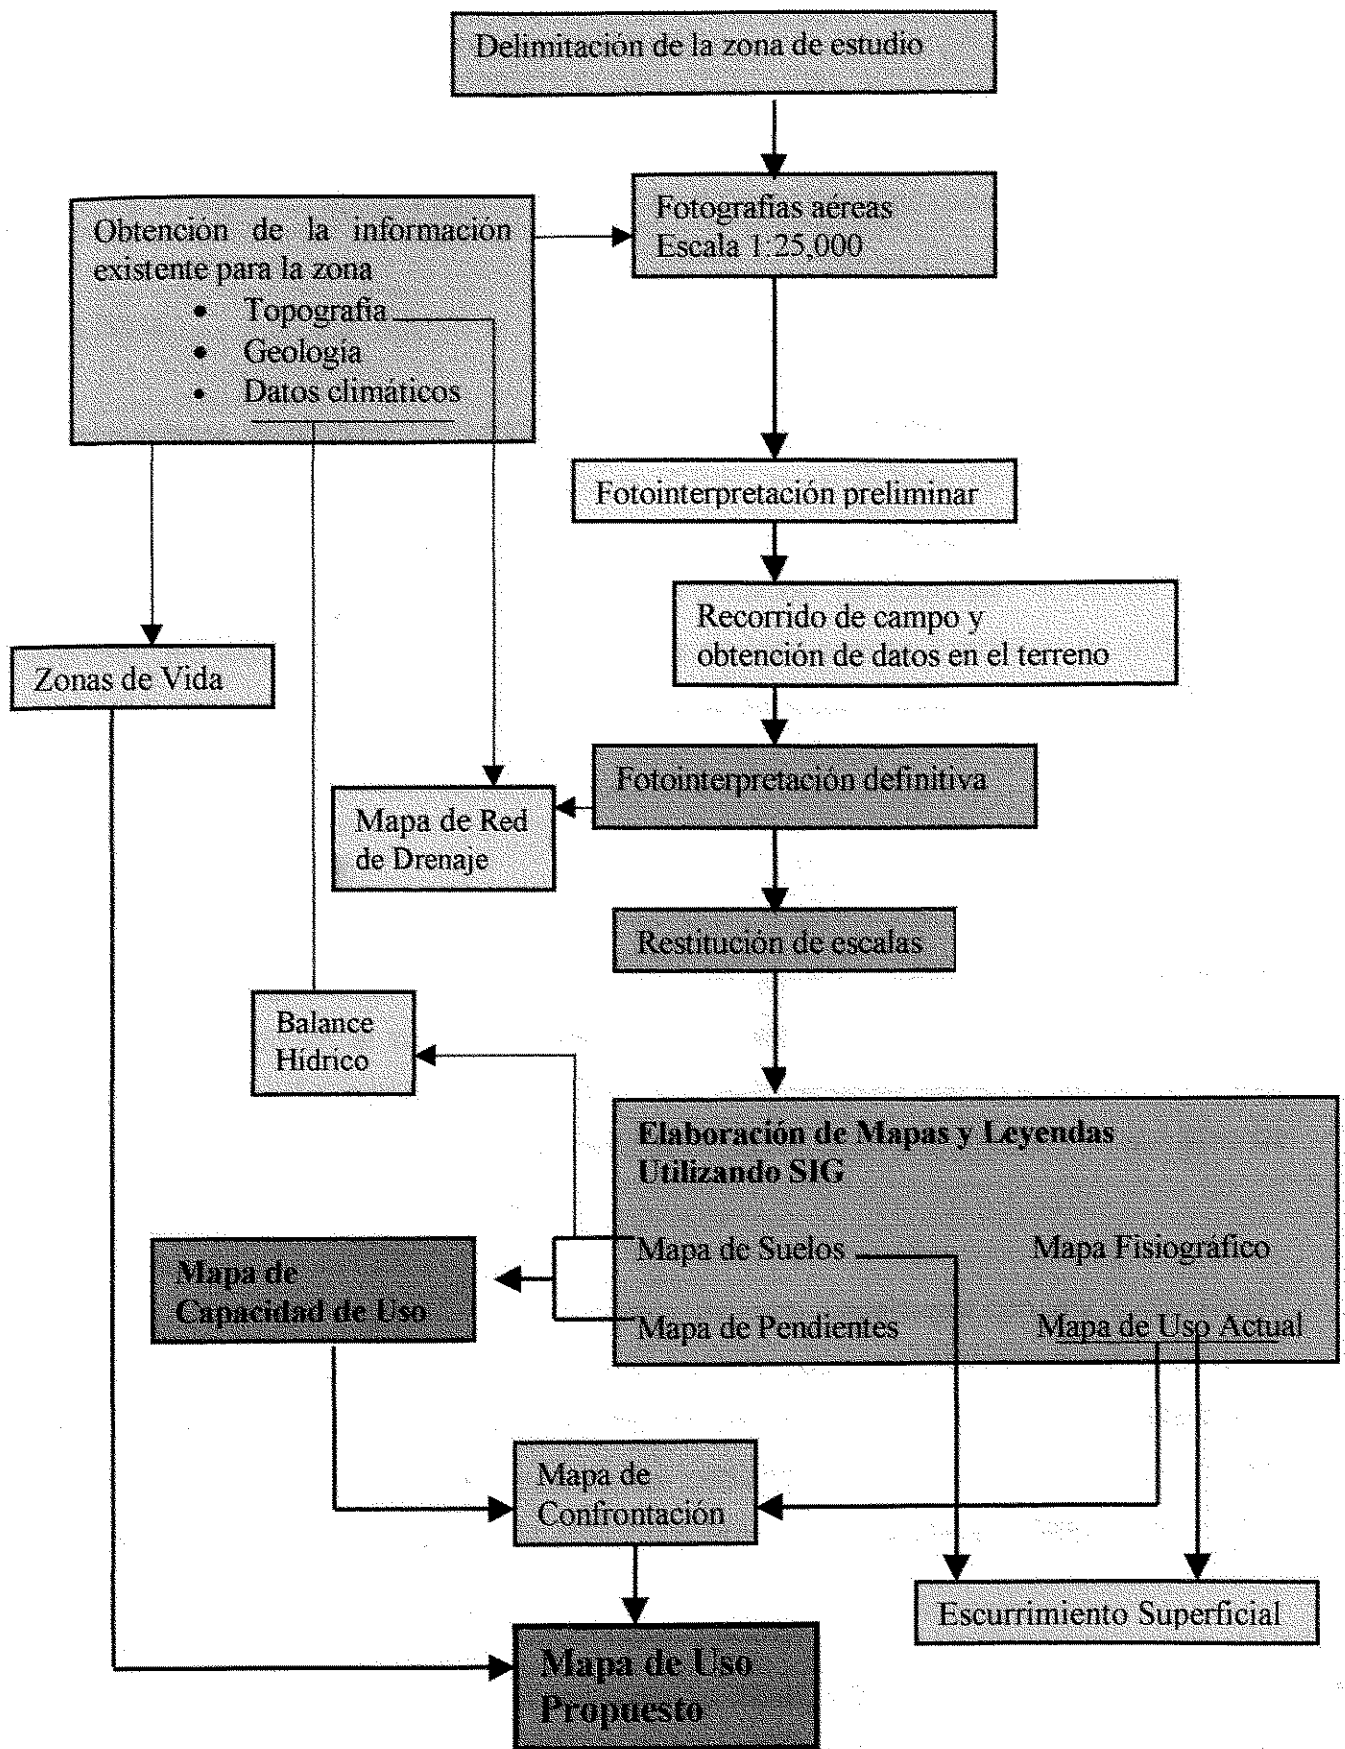 Delimitación de la zona de estudio
Fotografías aéreas
Escala 1:25,000
Obtención de la información
existente para la zona
• Topografía
• Geología
• Datos climáticos
Fotointerpretación preliminar
Recorrido de campo y
obtención de datos en el terreno
Zonas de Vida
Fotointerpretación definitiva
Mapa de Red
de Drenaje
Restitución de escalas
Balance
Hídrico
Elaboración de Mapas y Leyendas
Utilizando SIG
Mapa de Suelos
Mapa Fisiográfico
Mapa de Pendientes
Mapa de Uso Actual
Mapa de
Capacidad de Uso
Mapa de
Confrontación
Escurrimiento Superficial
Mapa de Uso
Propuesto